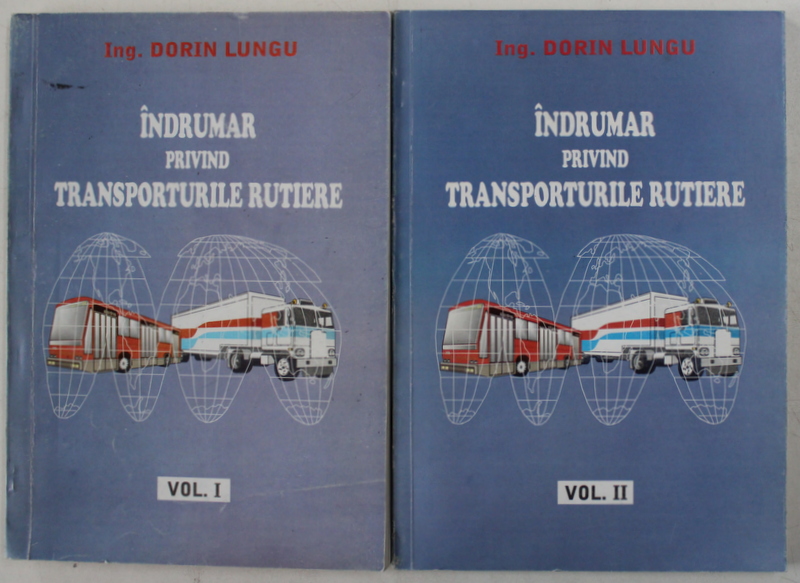 Ing. DORIN LUNGU
ÎNDRUMAR
PRIVIND
TRANSPORTURILE RUTIERE
VOL. I
Ing. DORIN LUNGU
ÎNDRUMAR
PRIVIND
TRANSPORTURILE RUTIERE
VOL. II